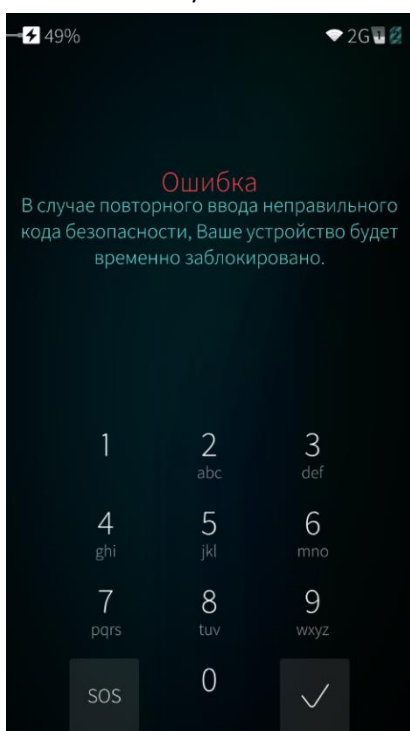 49%
2G
Ошибка
В случае повторного ввода неправильного
кода безопасности, Ваше устройство будет
временно заблокировано.
1 2 3
abc def
4 5 6
ghi jkl mno
7 8 9
pqrs tuv wxyz
SOS 0